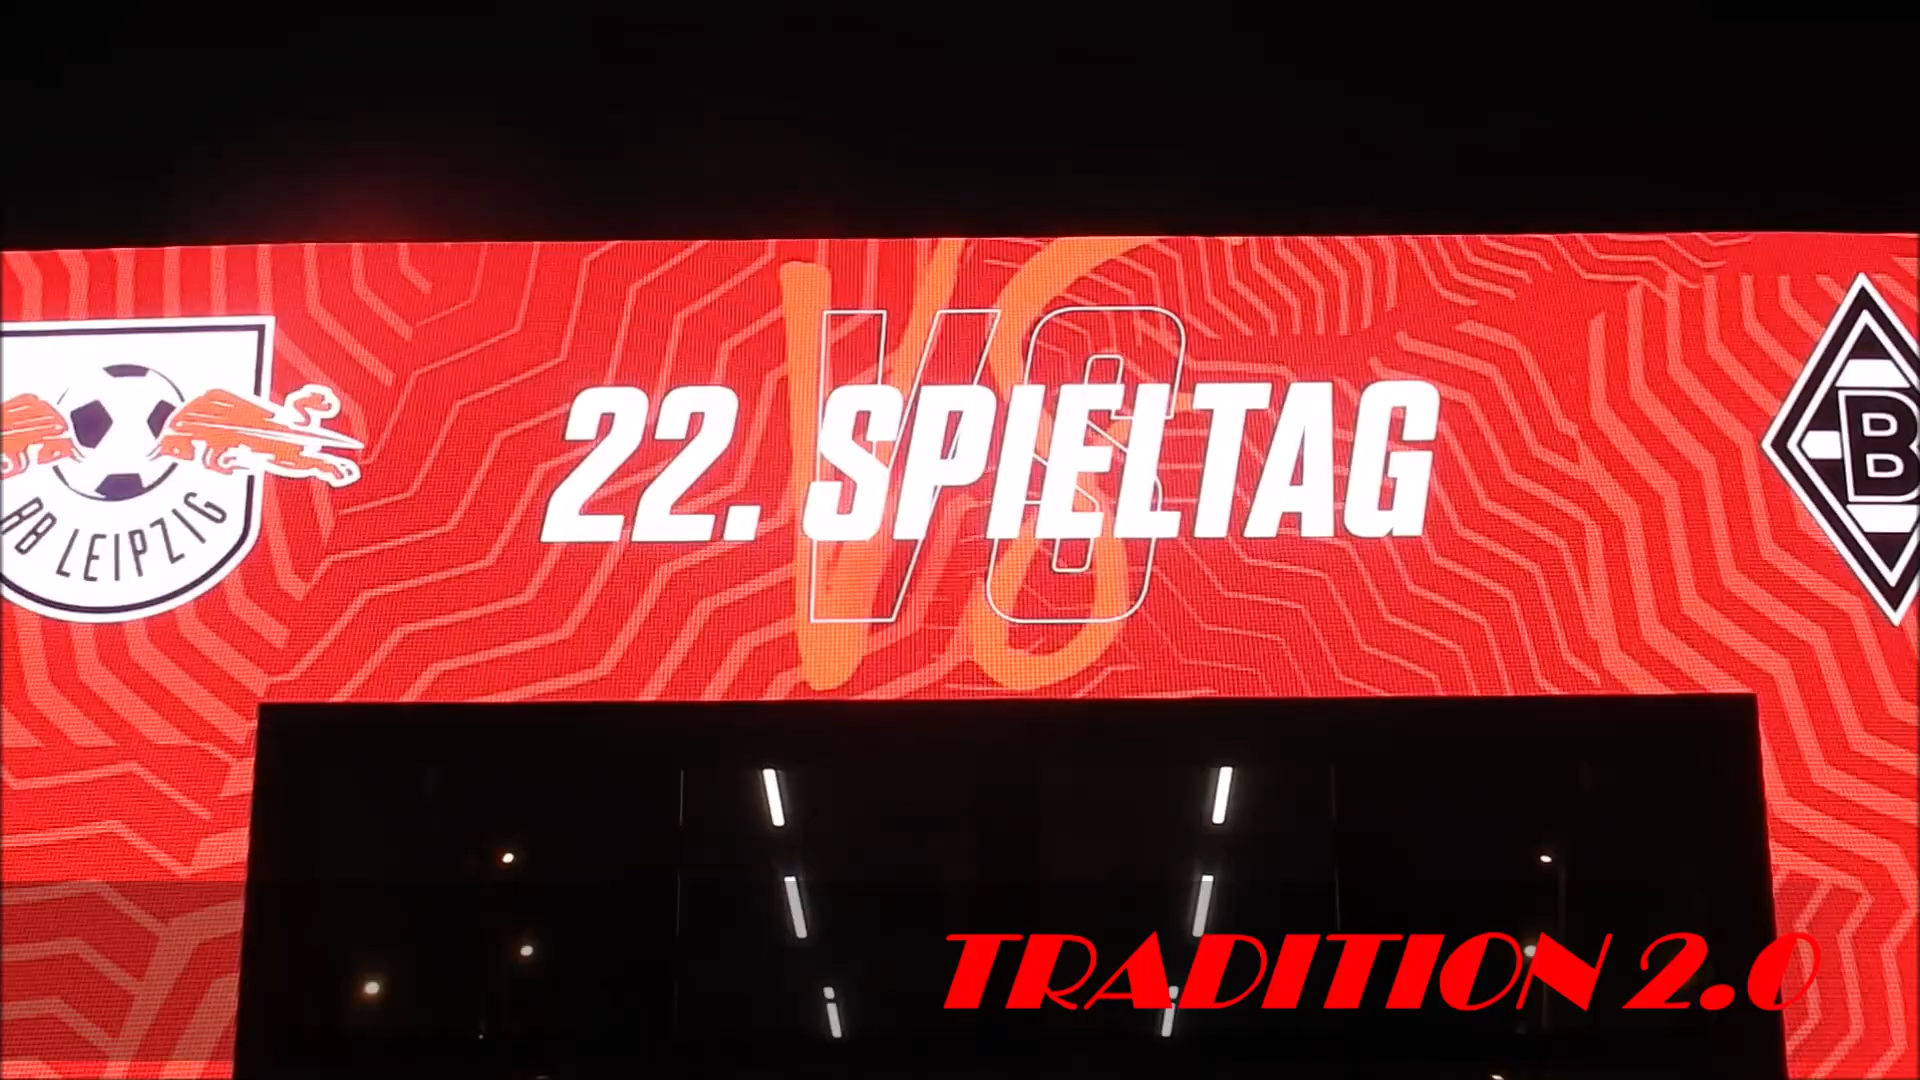 VS
22. SPIELTAG
RB LEIPZIG
B
TRADITION 2.0